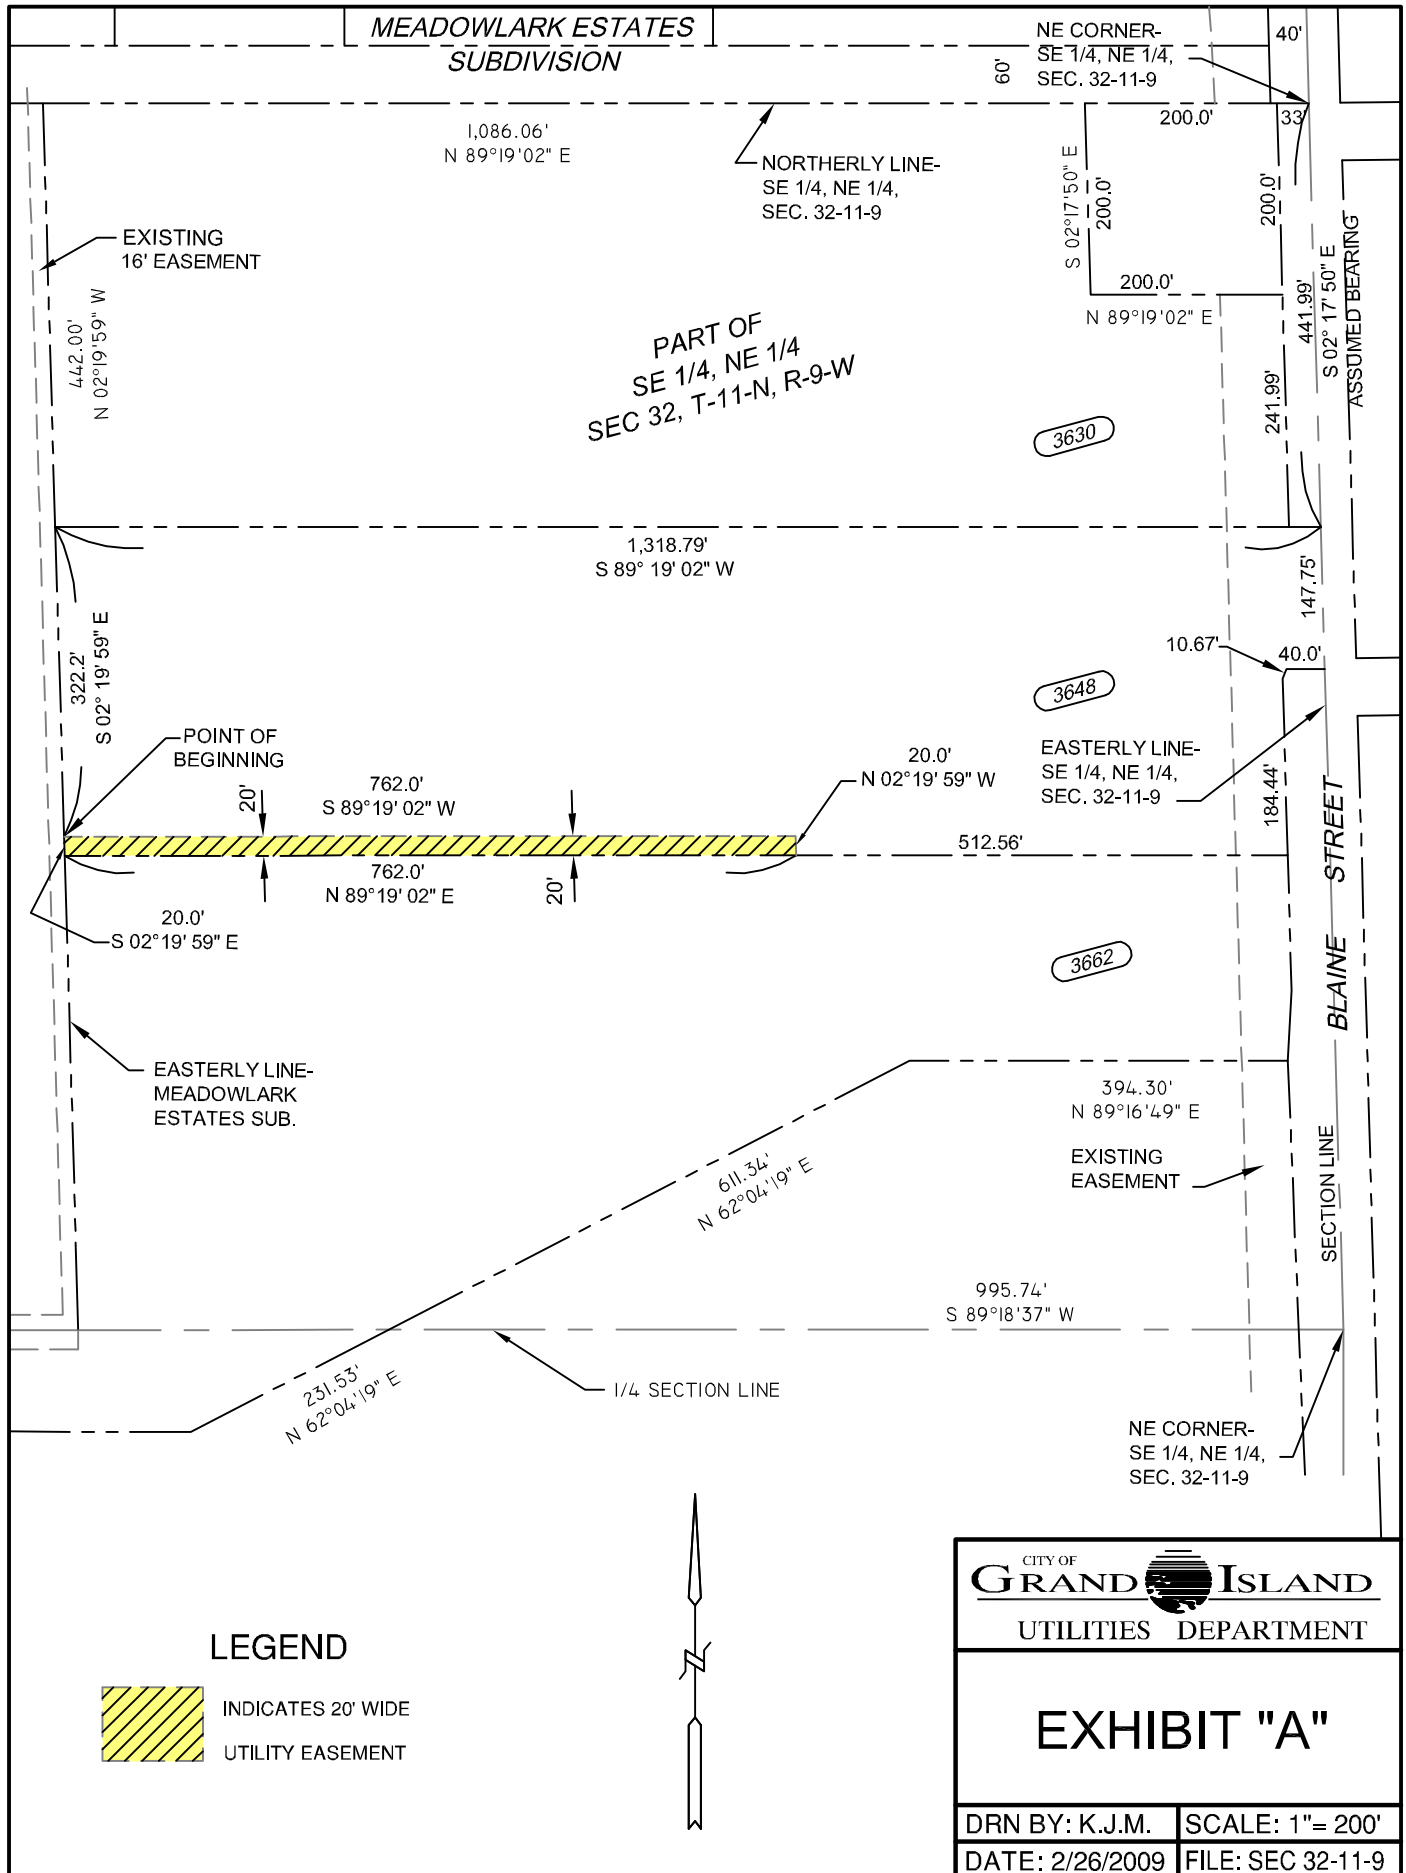 MEADOWLARK ESTATES
SUBDIVISION
60'
NE CORNER-
SE 1/4, NE 1/4,
SEC. 32-11-9
40'
1,086.06'
N 89°19'02" E
NORTHERLY LINE-
SE 1/4, NE 1/4,
SEC. 32-11-9
200.0'
33'
S 02°17'50" E
200.0'
200.0'
200.0'
N 89°19'02" E
EXISTING
16' EASEMENT
442.00'
N 02°19'59" W
PART OF
SE 1/4, NE 1/4
SEC 32, T-11-N, R-9-W
441.99'
S 02° 17' 50" E
ASSUMED BEARING
241.99'
3630
1,318.79'
S 89° 19' 02" W
147.75'
322.2'
S 02° 19' 59" E
10.67'
40.0'
3648
POINT OF
BEGINNING
EASTERLY LINE-
SE 1/4, NE 1/4,
SEC. 32-11-9
20.0'
N 02°19' 59" W
762.0'
S 89°19' 02" W
20'
184.44'
512.56'
762.0'
N 89°19' 02" E
20'
20.0'
S 02°19' 59" E
BLAINE STREET
3662
EASTERLY LINE-
MEADOWLARK
ESTATES SUB.
394.30'
N 89°16'49" E
EXISTING
EASEMENT
611.34'
N 62°04'19" E
SECTION LINE
995.74'
S 89°18'37" W
231.53'
N 62°04'19" E
1/4 SECTION LINE
NE CORNER-
SE 1/4, NE 1/4,
SEC. 32-11-9
N
LEGEND
INDICATES 20' WIDE
UTILITY EASEMENT
CITY OF
GRAND ISLAND
UTILITIES DEPARTMENT
EXHIBIT "A"
DRN BY: K.J.M.
SCALE: 1"= 200'
DATE: 2/26/2009
FILE: SEC 32-11-9